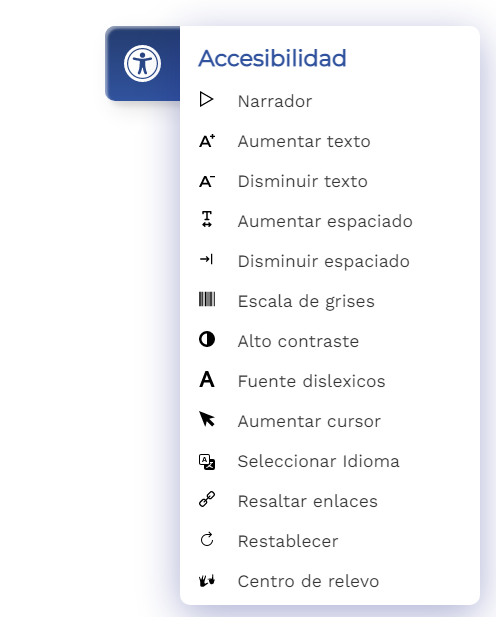 Accesibilidad
Narrador
Aumentar texto
Disminuir texto
Aumentar espaciado
Disminuir espaciado
Escala de grises
Alto contraste
Fuente dislexicos
Aumentar cursor
Seleccionar Idioma
Resaltar enlaces
Restablecer
Centro de relevo